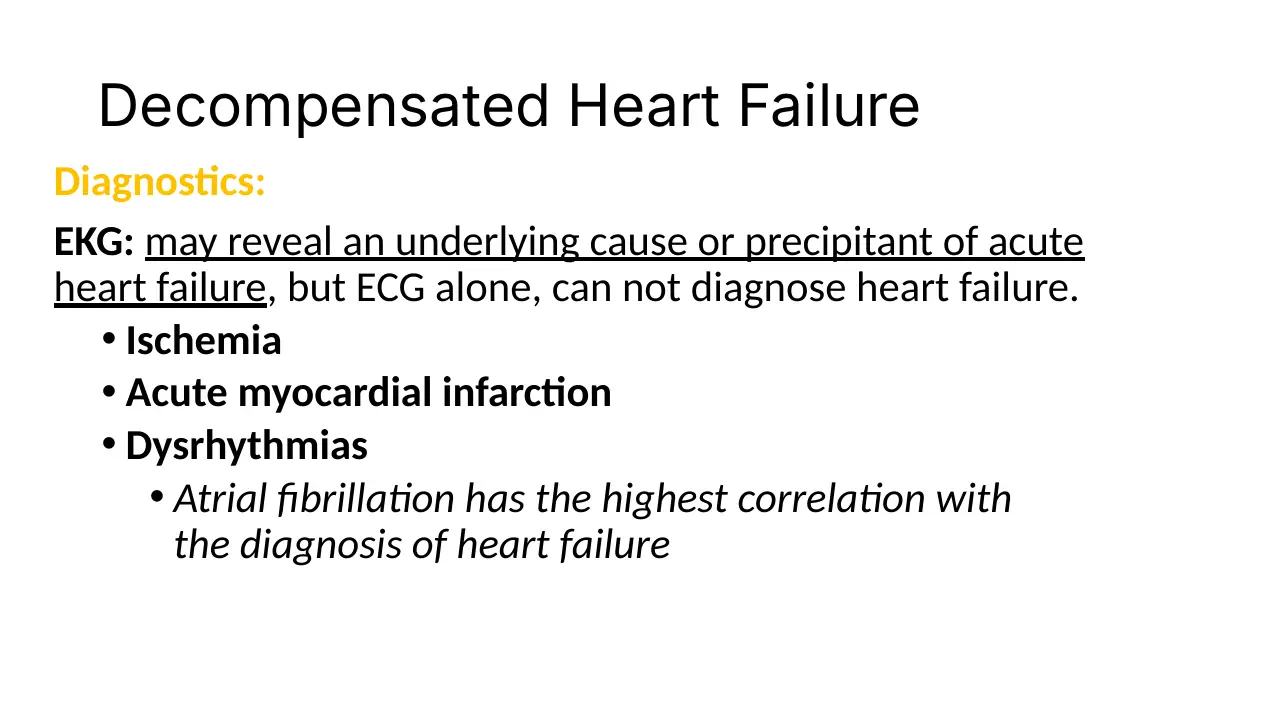 Decompensated Heart Failure
Diagnostics:
EKG: may reveal an underlying cause or precipitant of acute
heart failure, but ECG alone, can not diagnose heart failure.
• Ischemia
• Acute myocardial infarction
• Dysrhythmias
• Atrial fibrillation has the highest correlation with
the diagnosis of heart failure